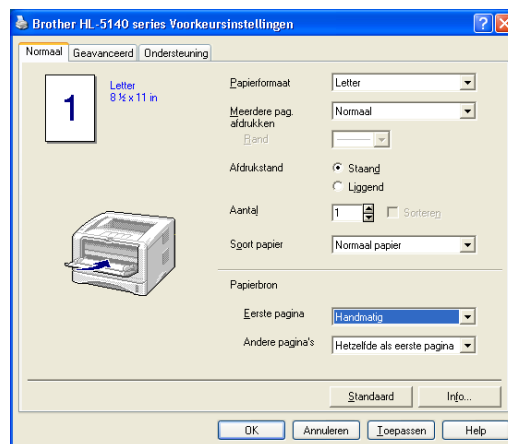 Brother HL-5140 series Voorkeursinstellingen
Normaal Geavanceerd Ondersteuning
1
Letter
8 ½ x 11 in
Papierformaat Letter
Meerdere pag. afdrukken Normaal
Rand
Afdrukstand Staand
Liggend
Aantal 1 Sorteren
Soort papier Normaal papier
Papierbron
Eerste pagina Handmatig
Andere pagina's Hetzelfde als eerste pagina
Standaard Info...
OK Annuleren Toepassen Help